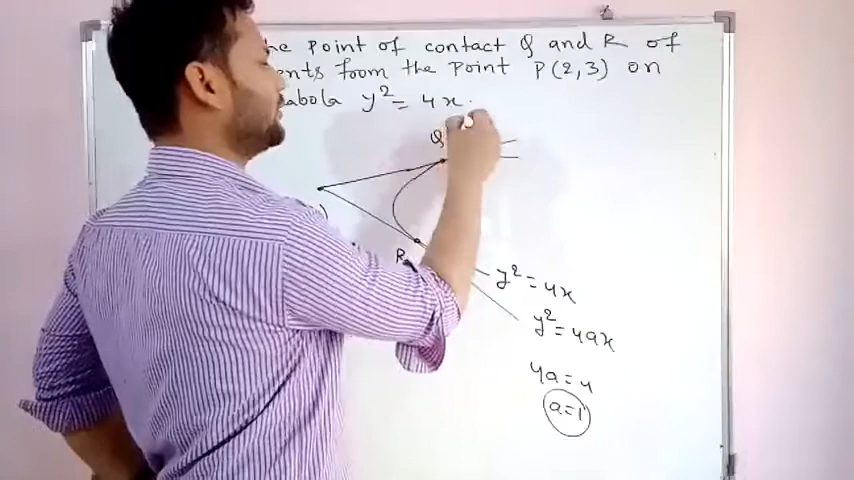 he Point of contact Q and R of
ents from the Point P(2,3) on
abola y² = 4x.
Q
R
y² = 4x
y² = 4ax
4a = 4
a = 1